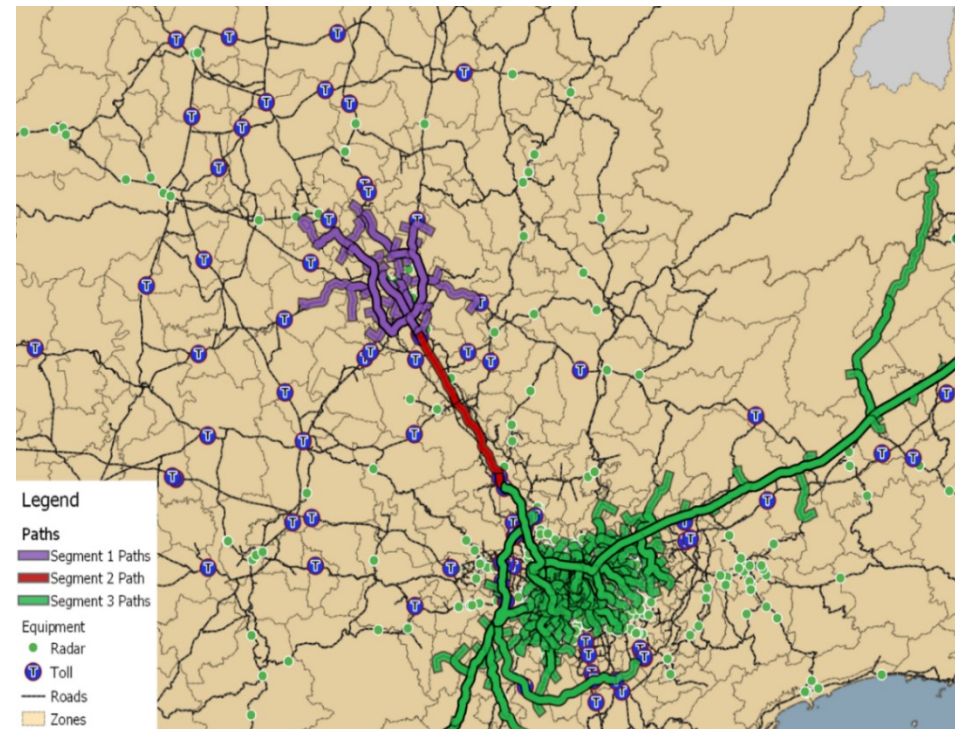 Legend
Paths
Segment 1 Paths
Segment 2 Path
Segment 3 Paths
Equipment
Radar
T Toll
Roads
Zones